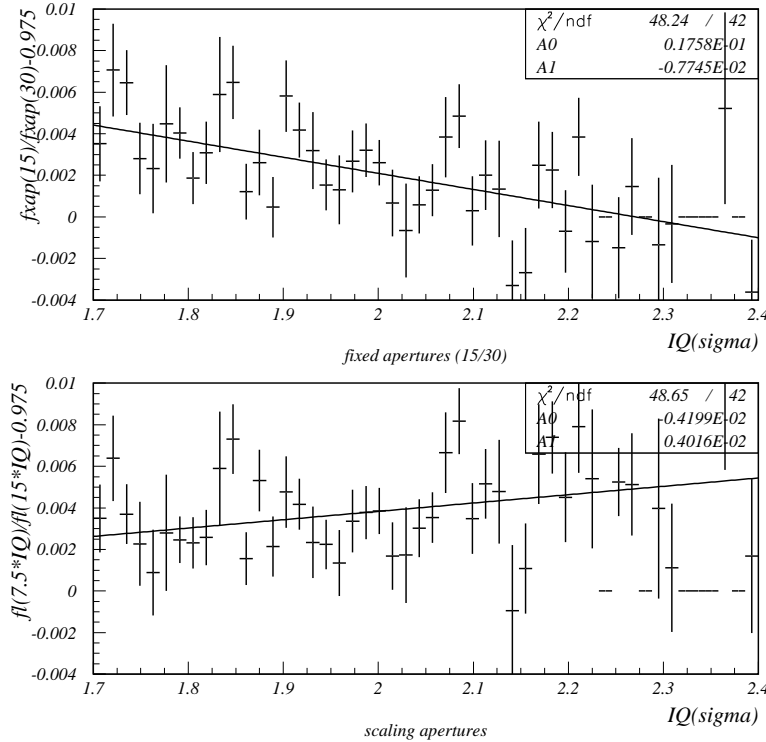 fxap(15)/fxap(30)-0.975
0.01
0.008
0.006
0.004
0.002
0
-0.002
-0.004
χ²/ndf 48.24 / 42
A0 0.1758E-01
A1 -0.7745E-02
1.7 1.8 1.9 2 2.1 2.2 2.3 2.4
IQ(sigma)
fixed apertures (15/30)
fl(7.5*IQ)/fl(15*IQ)-0.975
0.01
0.008
0.006
0.004
0.002
0
-0.002
-0.004
χ²/ndf 48.65 / 42
A0 -0.4199E-02
A1 0.4016E-02
1.7 1.8 1.9 2 2.1 2.2 2.3 2.4
IQ(sigma)
scaling apertures